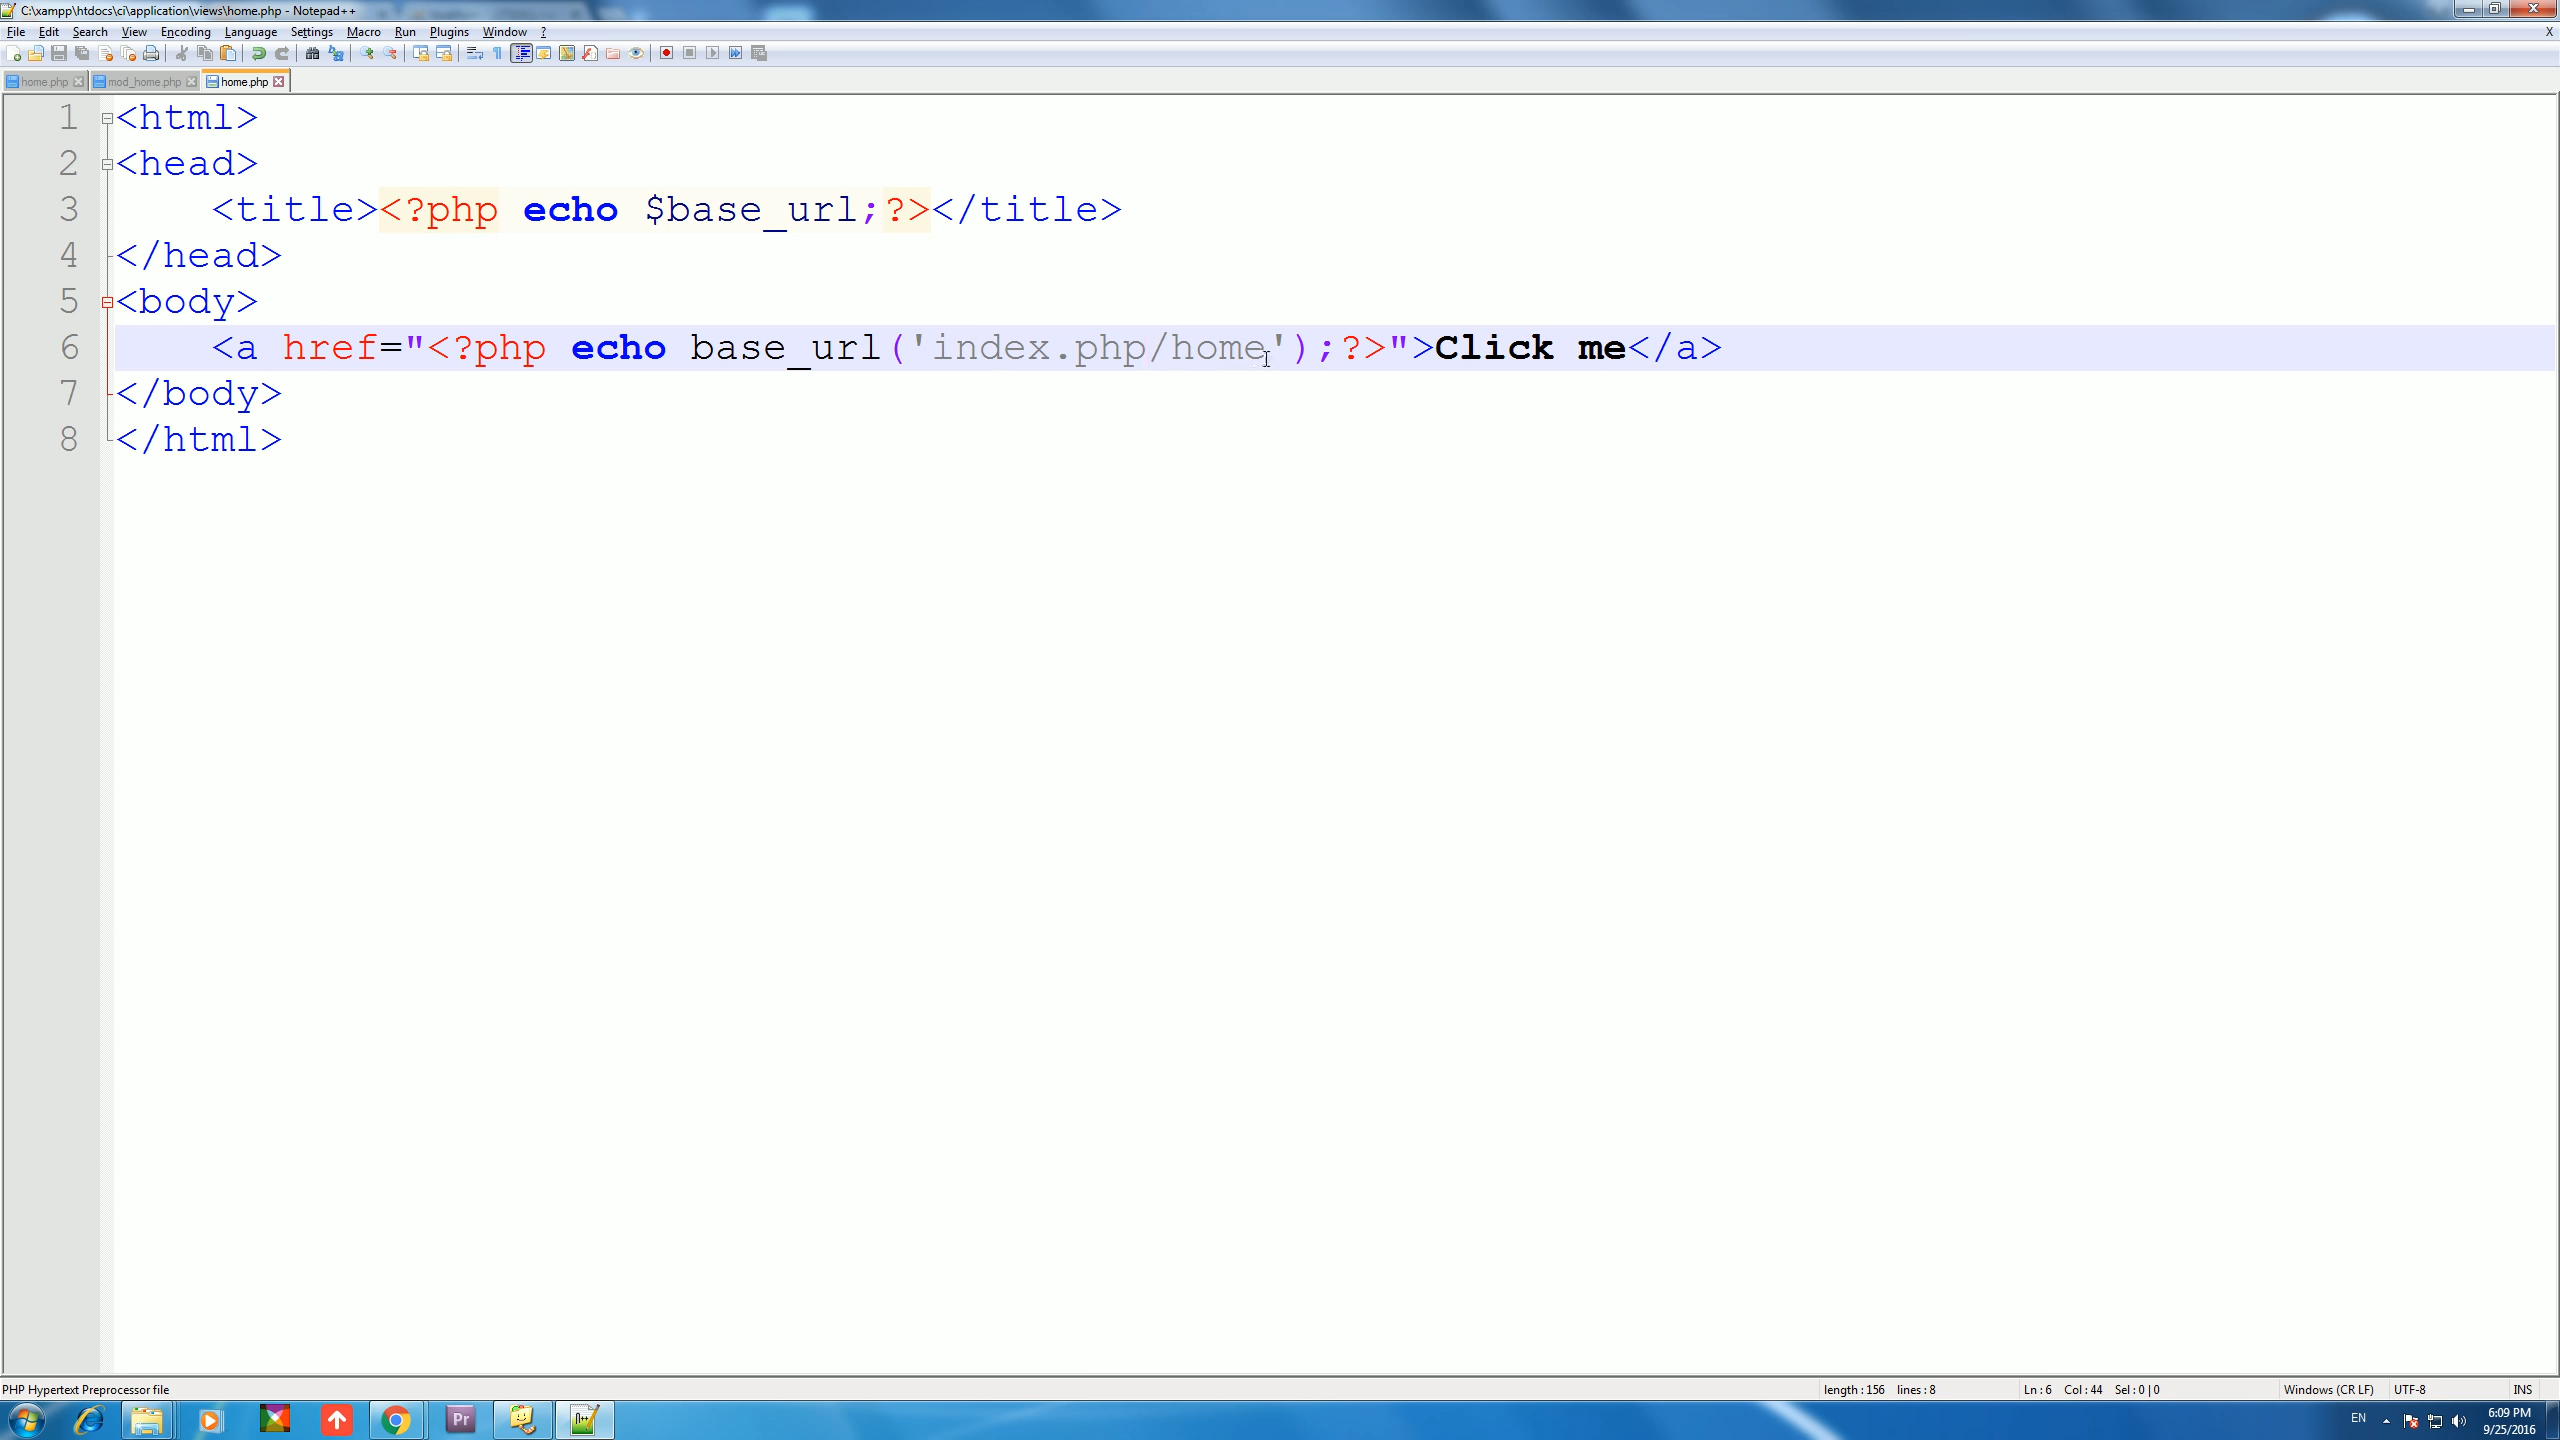 C:\xampp\htdocs\ci\application\views\home.php - Notepad++
File Edit Search View Encoding Language Settings Macro Run Plugins Window ? X
home.php mod_home.php home.php
1 <html>
2 <head>
3 <title><?php echo $base_url;?></title>
4 </head>
5 <body>
6 <a href="<?php echo base_url('index.php/home');?>">Click me</a>
7 </body>
8 </html>
PHP Hypertext Preprocessor file length : 156 lines : 8 Ln : 6 Col : 44 Sel : 0 | 0 Windows (CR LF) UTF-8 INS
Pr n++ EN 6:09 PM
9/25/2016